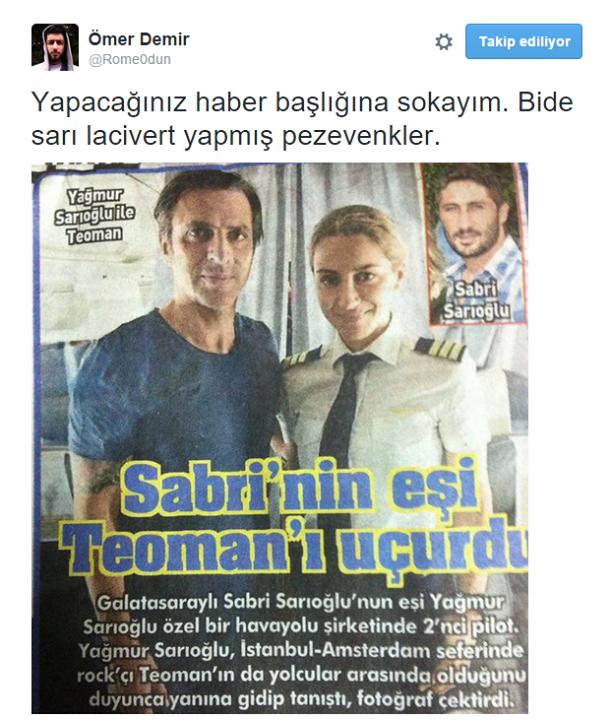 Ömer Demir
@Rome0dun
Takip ediliyor
Yapacağınız haber başlığına sokayım. Bide
sarı lacivert yapmış pezevenkler.
Yağmur
Sarıoğlu ile
Teoman
Sabri
Sarıoğlu
Sabri'nin eşi
Teoman'ı uçurdu
Galatasaraylı Sabri Sarıoğlu'nun eşi Yağmur
Sarıoğlu özel bir havayolu şirketinde 2'nci pilot.
Yağmur Sarıoğlu, İstanbul-Amsterdam seferinde
rock'çı Teoman'ın da yolcular arasında olduğunu
duyunca yanına gidip tanıştı, fotoğraf çektirdi.